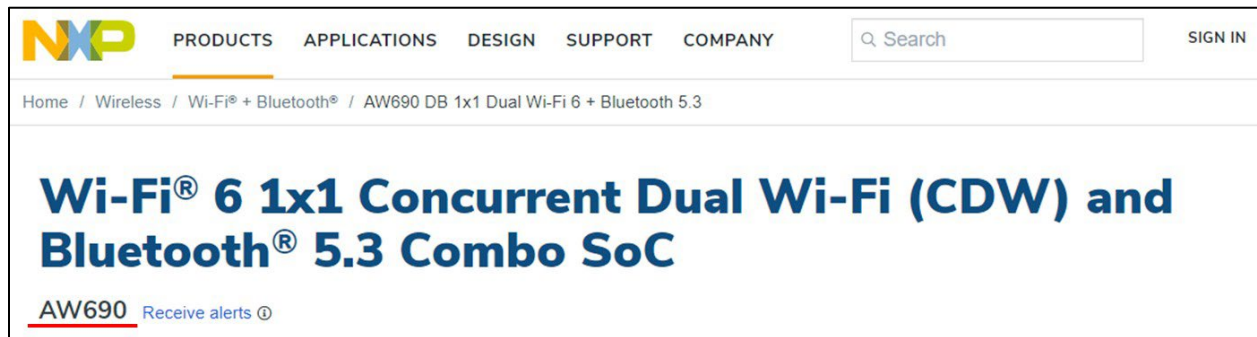 NXP PRODUCTS APPLICATIONS DESIGN SUPPORT COMPANY Search SIGN IN
Home / Wireless / Wi-Fi® + Bluetooth® / AW690 DB 1x1 Dual Wi-Fi 6 + Bluetooth 5.3
Wi-Fi® 6 1x1 Concurrent Dual Wi-Fi (CDW) and
Bluetooth® 5.3 Combo SoC
AW690 Receive alerts